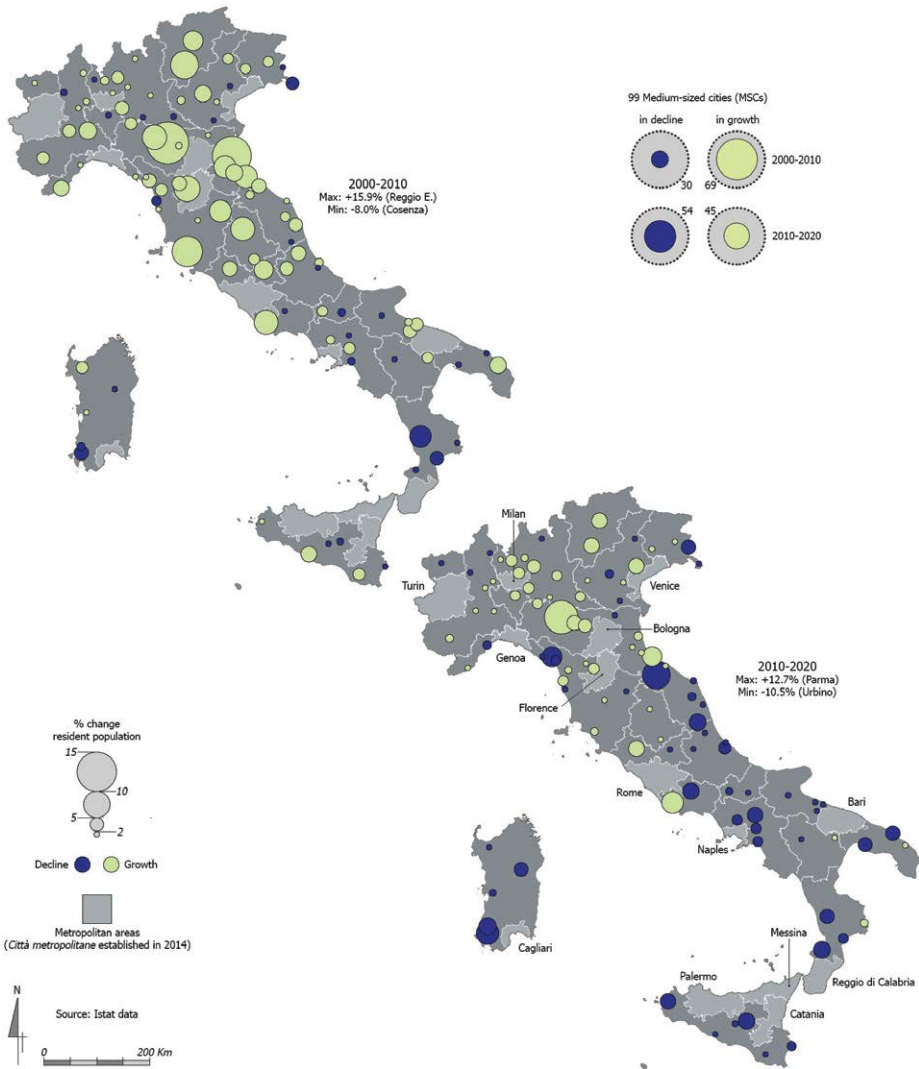 99 Medium-sized cities (MSCs)
in decline
in growth
30
69
2000-2010
54
45
2010-2020
2000-2010
Max: +15.9% (Reggio E.)
Min: -8.0% (Cosenza)
Milan
Turin
Venice
Bologna
Genoa
Florence
2010-2020
Max: +12.7% (Parma)
Min: -10.5% (Urbino)
Rome
Bari
Naples
Cagliari
Messina
Palermo
Reggio di Calabria
Catania
% change
resident population
15
10
5
2
Decline
Growth
Metropolitan areas
(Città metropolitane established in 2014)
N
Source: Istat data
0
200 Km